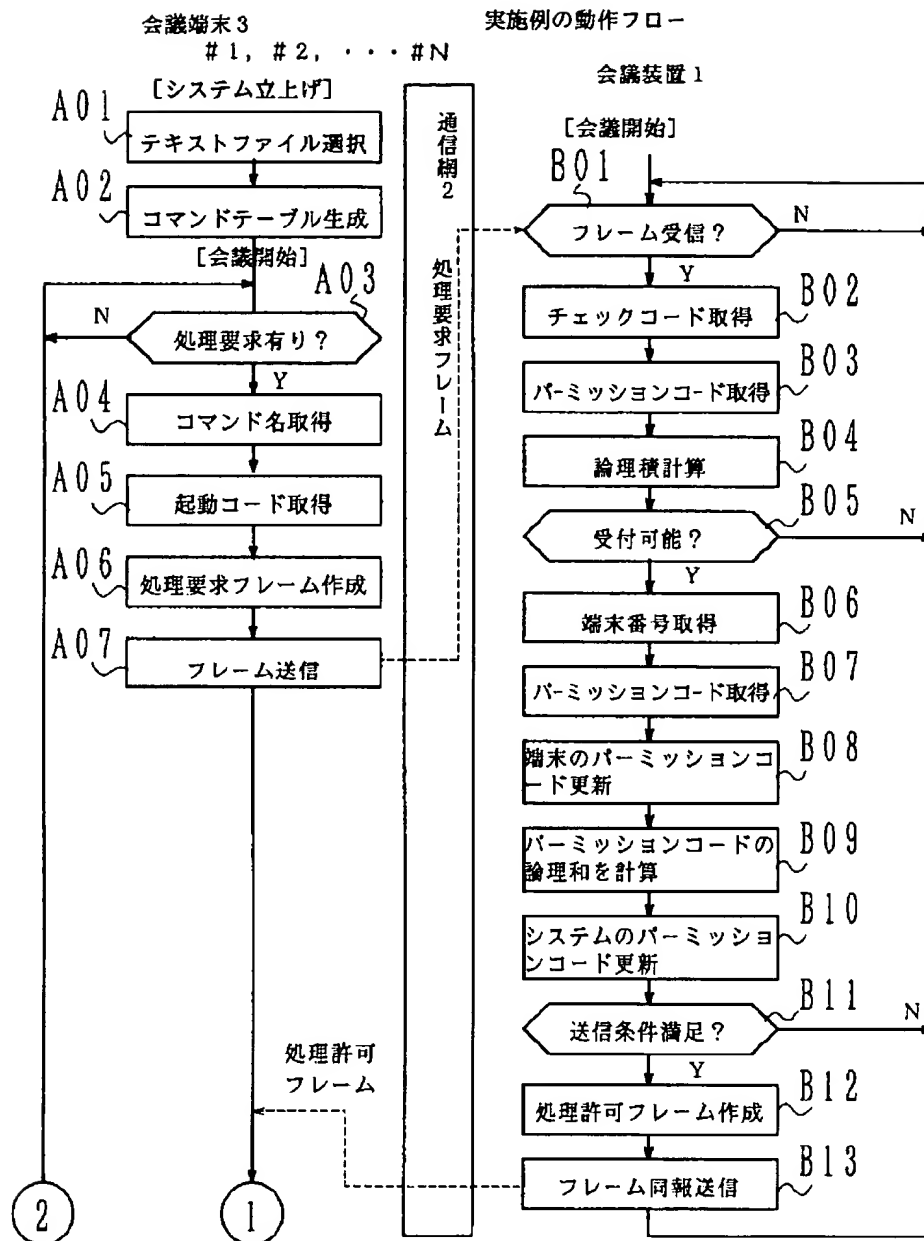 実施例の動作フロー
会議端末3
#1, #2, ・・・#N
[システム立上げ]
A01
テキストファイル選択
A02
コマンドテーブル生成
[会議開始]
A03
N
処理要求有り?
Y
A04
コマンド名取得
A05
起動コード取得
A06
処理要求フレーム作成
A07
フレーム送信
処理許可
フレーム
2
1
通信網2
処理要求フレーム
会議装置1
[会議開始]
B01
フレーム受信?
N
Y
B02
チェックコード取得
B03
パーミッションコード取得
B04
論理積計算
B05
受付可能?
N
Y
B06
端末番号取得
B07
パーミッションコード取得
B08
端末のパーミッションコ
ード更新
B09
パーミッションコードの
論理和を計算
B10
システムのパーミッショ
ンコード更新
B11
送信条件満足?
N
Y
B12
処理許可フレーム作成
B13
フレーム同報送信